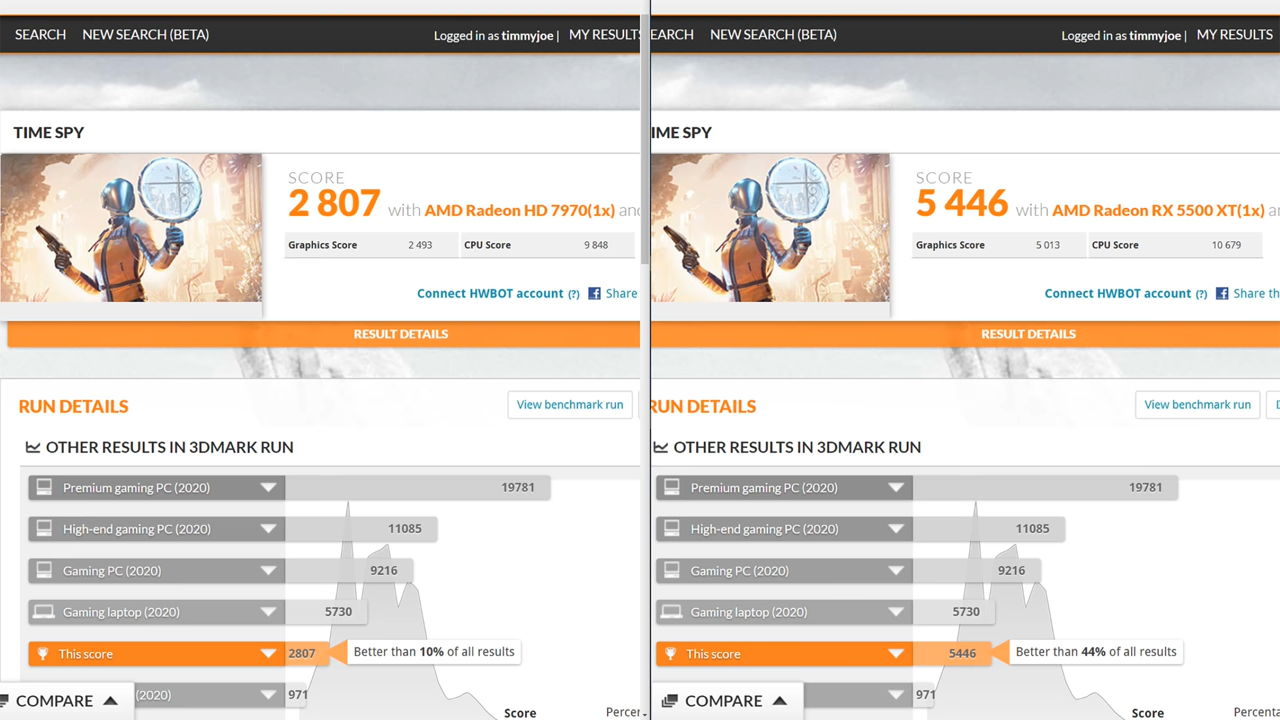 SEARCH NEW SEARCH (BETA) Logged in as timmyjoe | MY RESULTS
TIME SPY
SCORE
2 807 with AMD Radeon HD 7970(1x) and
Graphics Score 2 493 CPU Score 9 848
Connect HWBOT account (?) Share
RESULT DETAILS
RUN DETAILS View benchmark run
OTHER RESULTS IN 3DMARK RUN
Premium gaming PC (2020) 19781
High-end gaming PC (2020) 11085
Gaming PC (2020) 9216
Gaming laptop (2020) 5730
This score 2807 Better than 10% of all results
(2020) 971
COMPARE
Score Percen
EARCH NEW SEARCH (BETA) Logged in as timmyjoe | MY RESULTS
IME SPY
SCORE
5 446 with AMD Radeon RX 5500 XT(1x) an
Graphics Score 5 013 CPU Score 10 679
Connect HWBOT account (?) Share th
RESULT DETAILS
RUN DETAILS View benchmark run D
OTHER RESULTS IN 3DMARK RUN
Premium gaming PC (2020) 19781
High-end gaming PC (2020) 11085
Gaming PC (2020) 9216
Gaming laptop (2020) 5730
This score 5446 Better than 44% of all results
971
COMPARE
Score Percenta